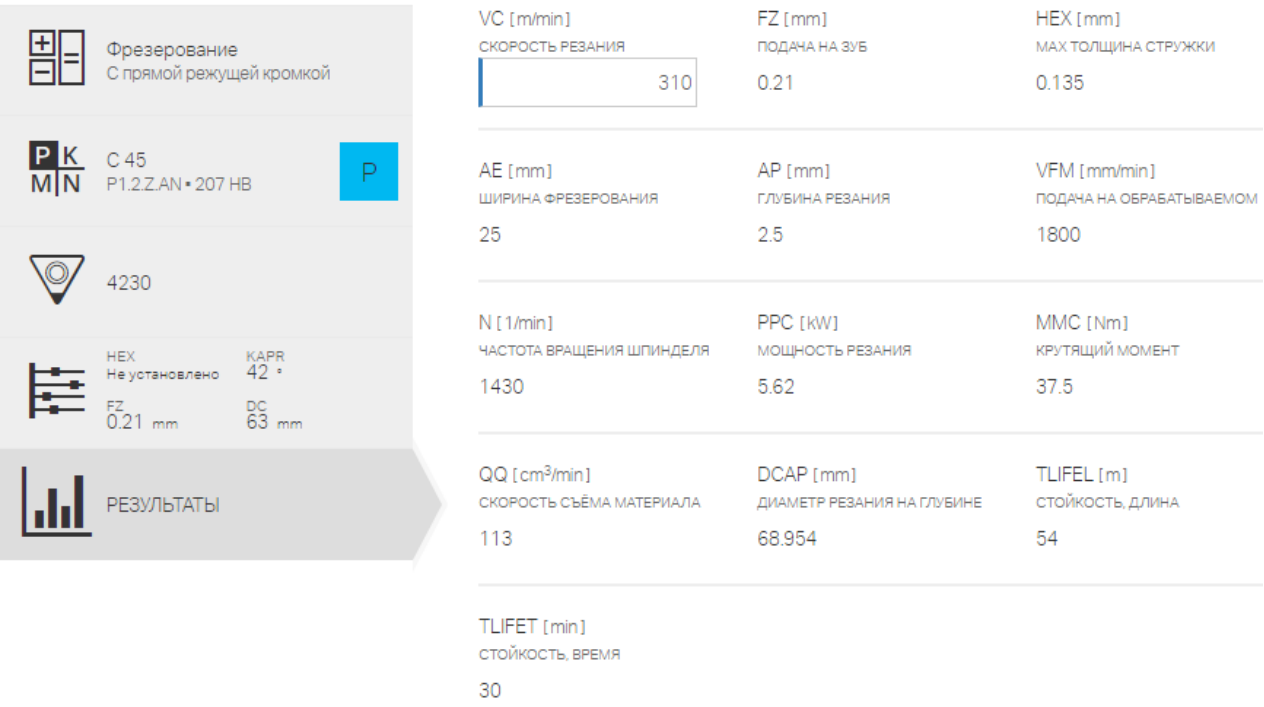 Фрезерование
С прямой режущей кромкой
P K
M N
C 45
P1.2.Z.AN • 207 HB
P
4230
HEX
Не установлено
KAPR
42 °
FZ
0.21 mm
DC
63 mm
РЕЗУЛЬТАТЫ
VC [m/min]
СКОРОСТЬ РЕЗАНИЯ
310
FZ [mm]
ПОДАЧА НА ЗУБ
0.21
HEX [mm]
MAX ТОЛЩИНА СТРУЖКИ
0.135
AE [mm]
ШИРИНА ФРЕЗЕРОВАНИЯ
25
AP [mm]
ГЛУБИНА РЕЗАНИЯ
2.5
VFM [mm/min]
ПОДАЧА НА ОБРАБАТЫВАЕМОМ
1800
N [1/min]
ЧАСТОТА ВРАЩЕНИЯ ШПИНДЕЛЯ
1430
PPC [kW]
МОЩНОСТЬ РЕЗАНИЯ
5.62
MMC [Nm]
КРУТЯЩИЙ МОМЕНТ
37.5
QQ [cm³/min]
СКОРОСТЬ СЪЁМА МАТЕРИАЛА
113
DCAP [mm]
ДИАМЕТР РЕЗАНИЯ НА ГЛУБИНЕ
68.954
TLIFEL [m]
СТОЙКОСТЬ, ДЛИНА
54
TLIFET [min]
СТОЙКОСТЬ, ВРЕМЯ
30